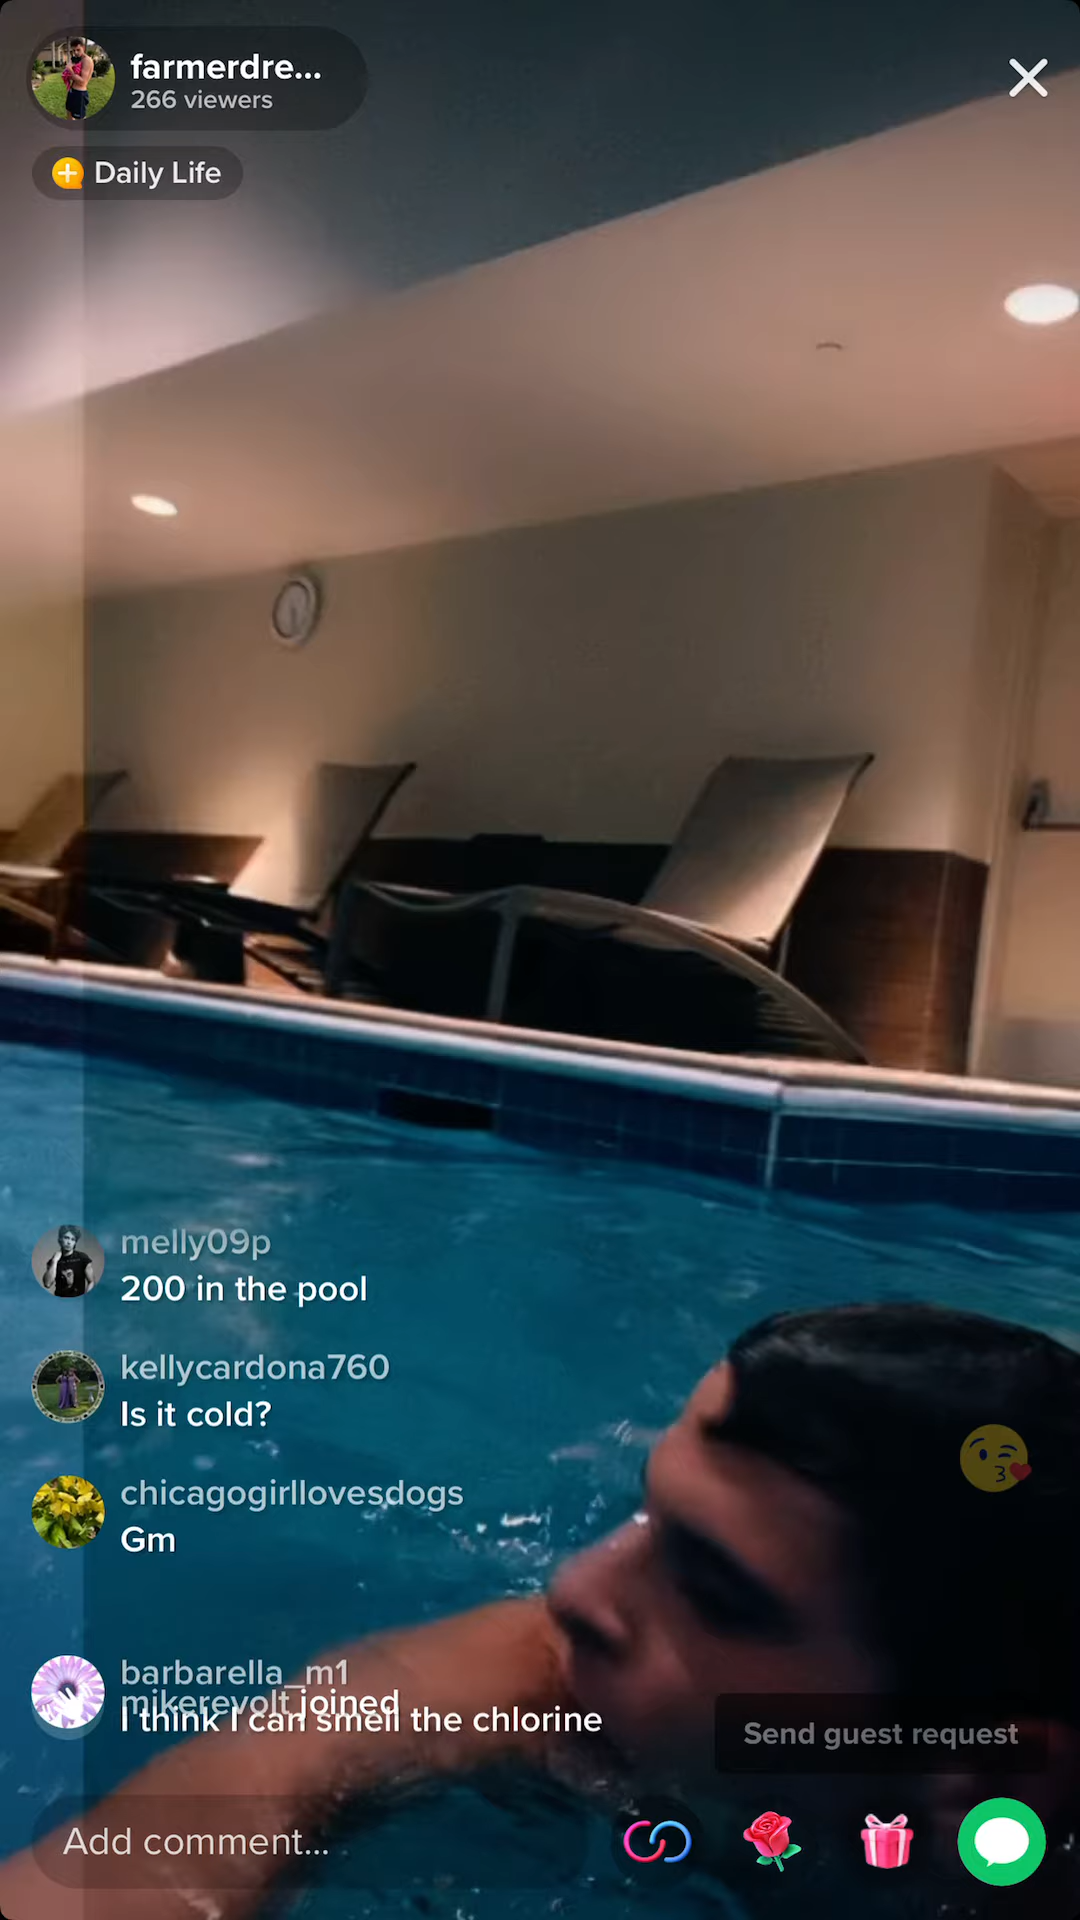 farmerdre...
266 viewers
Daily Life
melly09p
200 in the pool
kellycardona760
Is it cold?
chicagogirllovesdogs
Gm
barbarella_m1
mikerevolt joined
I think I can smell the chlorine
Send guest request
Add comment...